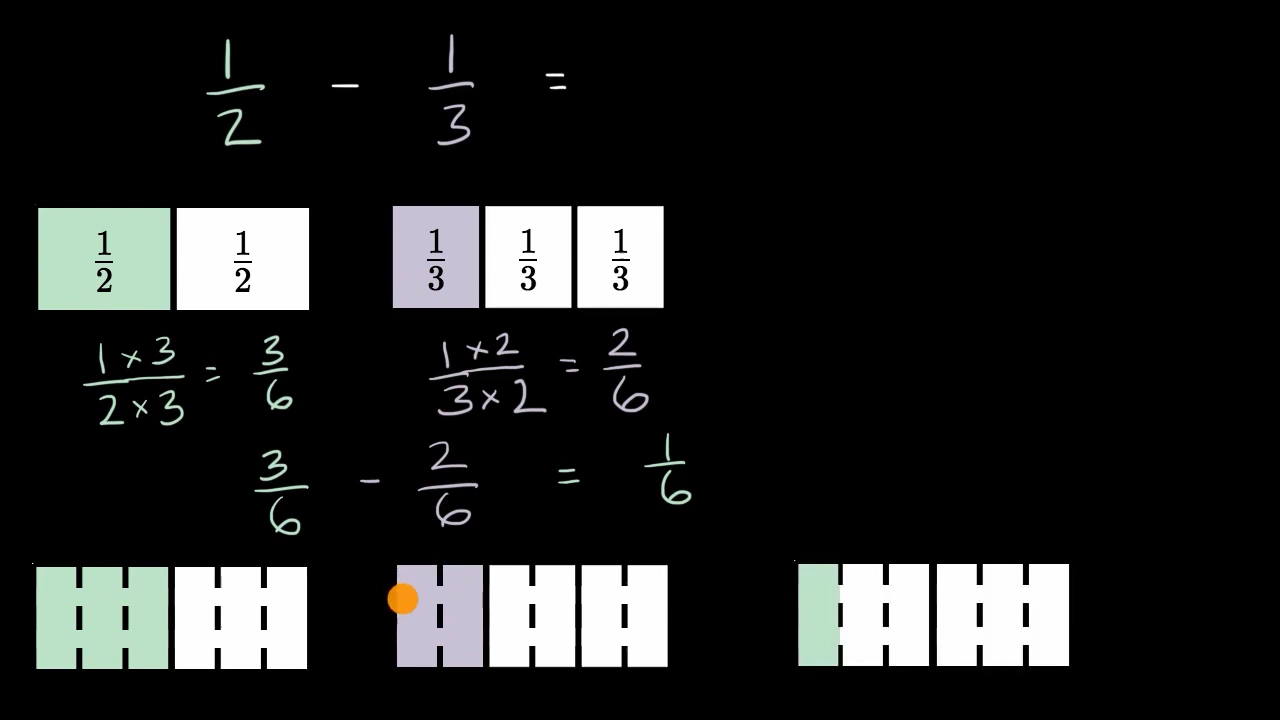 1/2 - 1/3 =
1/2 1/2 1/3 1/3 1/3
1 × 3 / 2 × 3 = 3/6 1 × 2 / 3 × 2 = 2/6
3/6 - 2/6 = 1/6